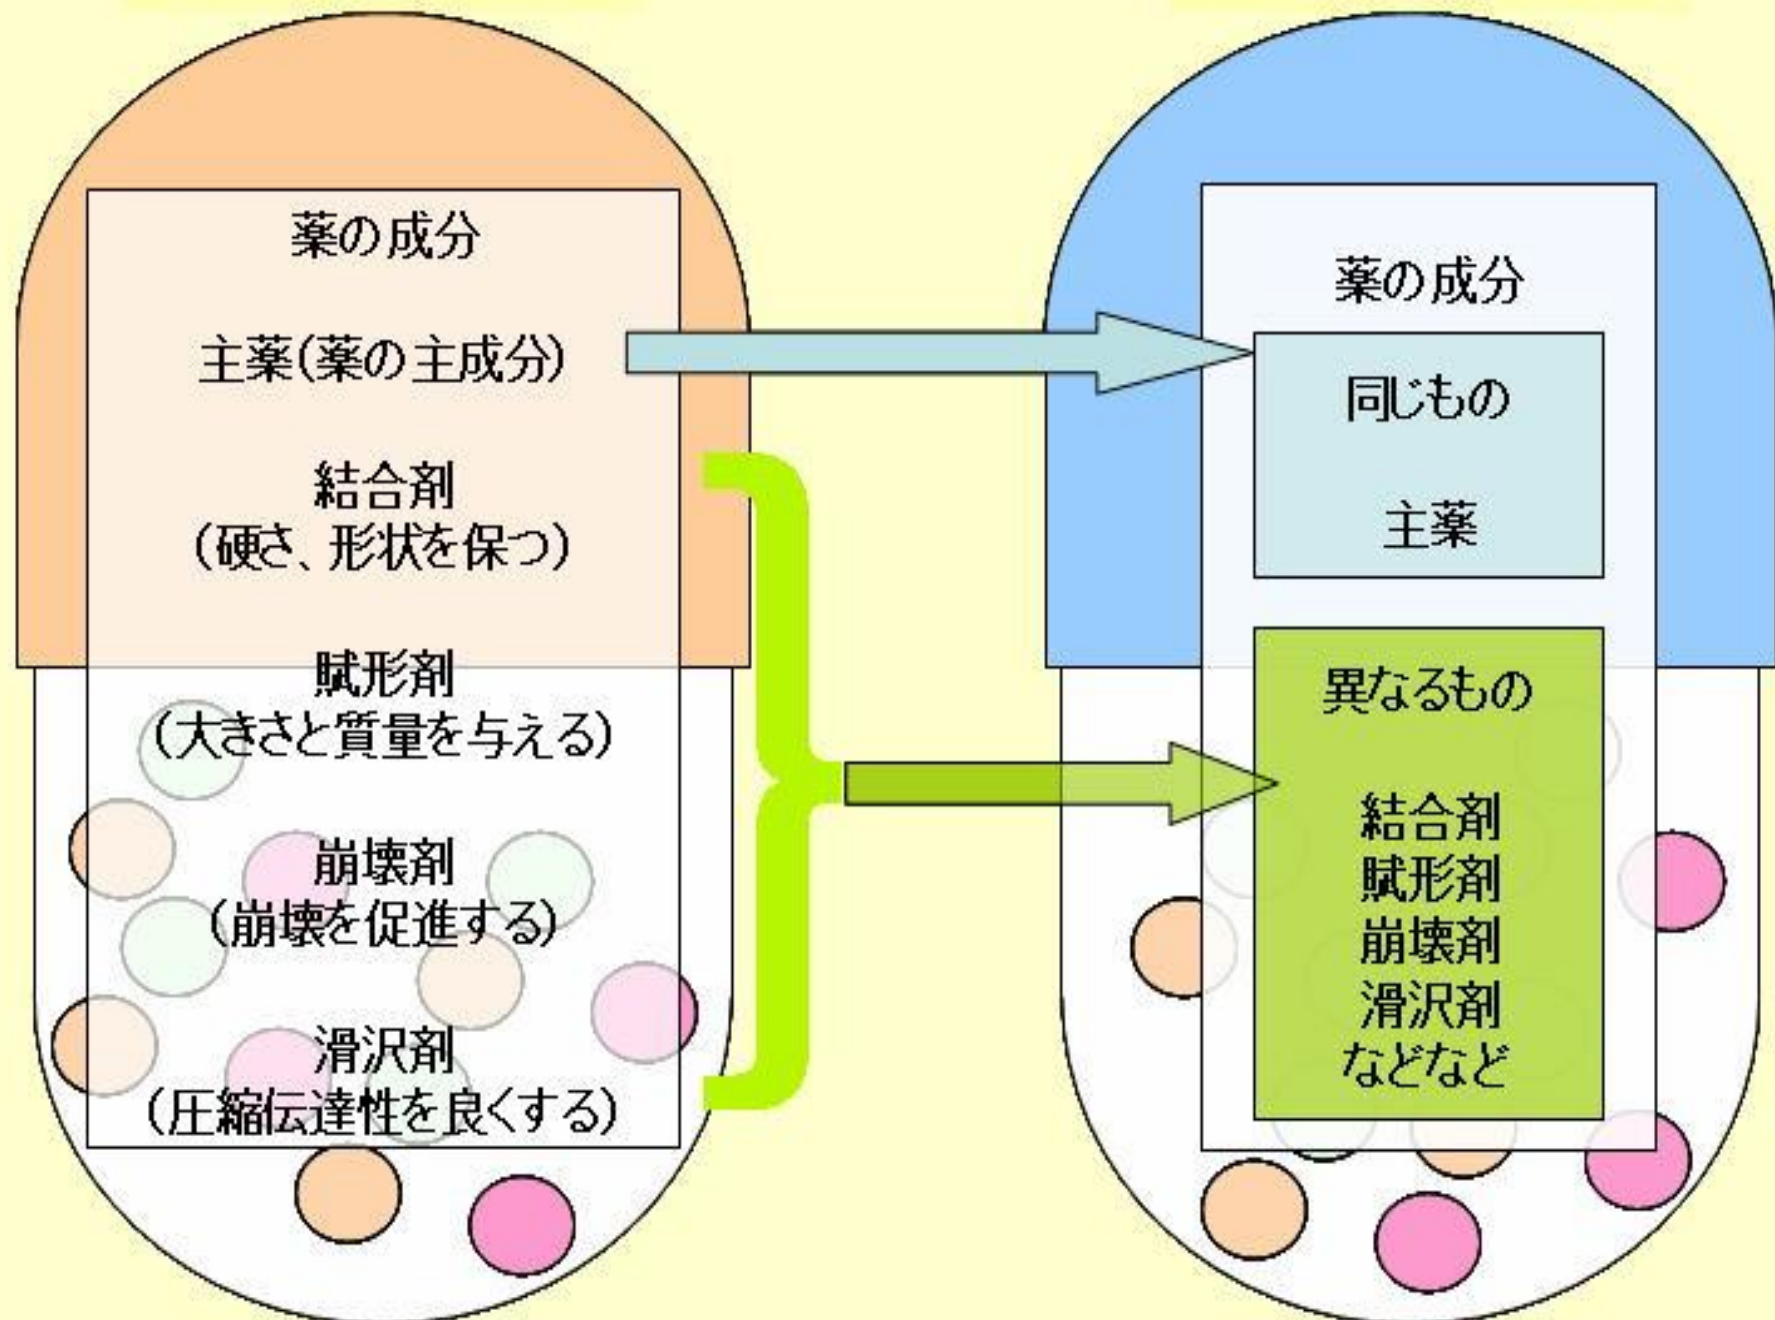 薬の成分
主薬(薬の主成分)
結合剤
(硬さ、形状を保つ)
賦形剤
(大きさと質量を与える)
崩壊剤
(崩壊を促進する)
滑沢剤
(圧縮伝達性を良くする)
薬の成分
同じもの
主薬
異なるもの
結合剤
賦形剤
崩壊剤
滑沢剤
などなど